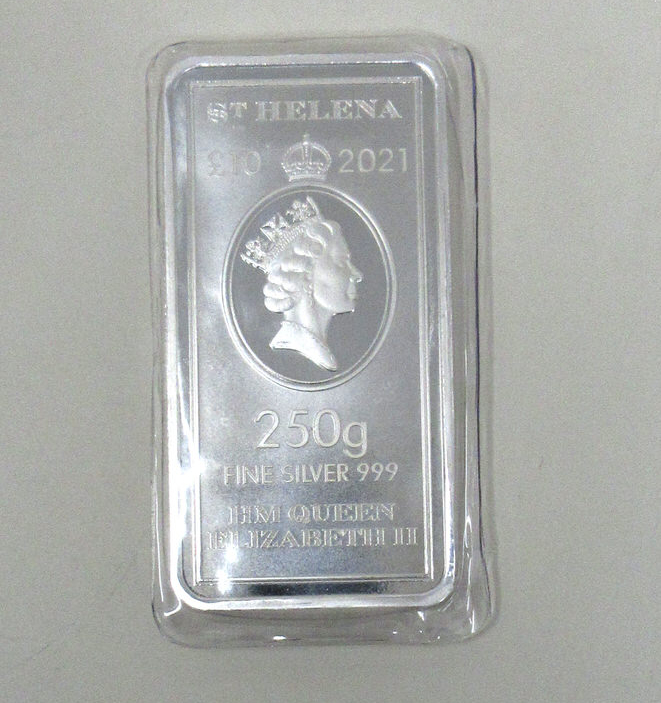 ST HELENA
£10 2021
250g
FINE SILVER 999
HM QUEEN
ELIZABETH II